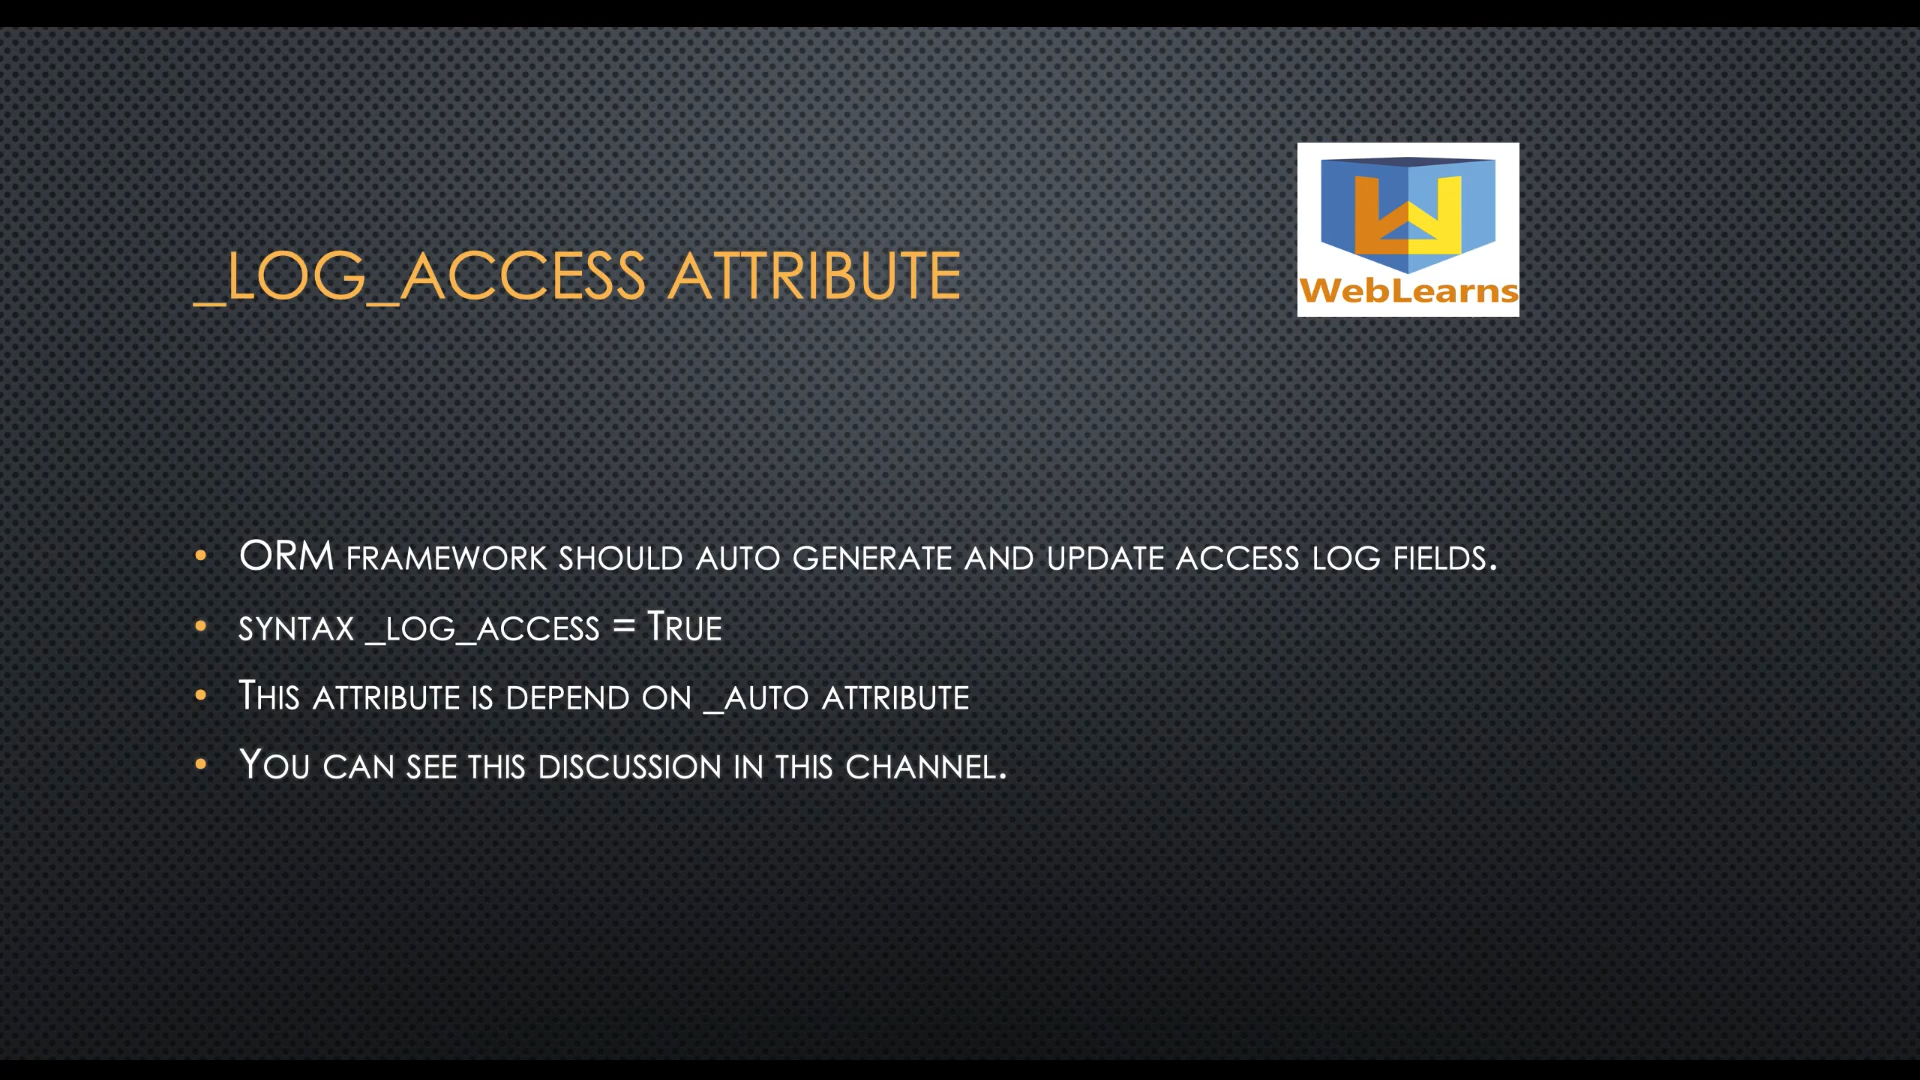 _LOG_ACCESS ATTRIBUTE
WebLearns
• ORM FRAMEWORK SHOULD AUTO GENERATE AND UPDATE ACCESS LOG FIELDS.
• SYNTAX _LOG_ACCESS = TRUE
• THIS ATTRIBUTE IS DEPEND ON _AUTO ATTRIBUTE
• YOU CAN SEE THIS DISCUSSION IN THIS CHANNEL.